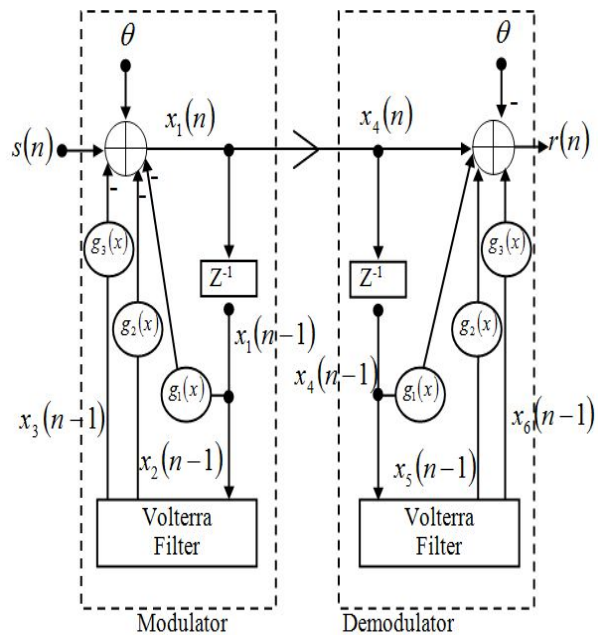 θ
θ
x₁(n)
x₄(n)
s(n)
r(n)
-
-
-
-
g₃(x)
g₃(x)
Z⁻¹
Z⁻¹
g₂(x)
g₂(x)
x₁(n−1)
x₄(n−1)
g₁(x)
g₁(x)
x₃(n−1)
x₆(n−1)
x₂(n−1)
x₅(n−1)
Volterra
Filter
Volterra
Filter
Modulator
Demodulator